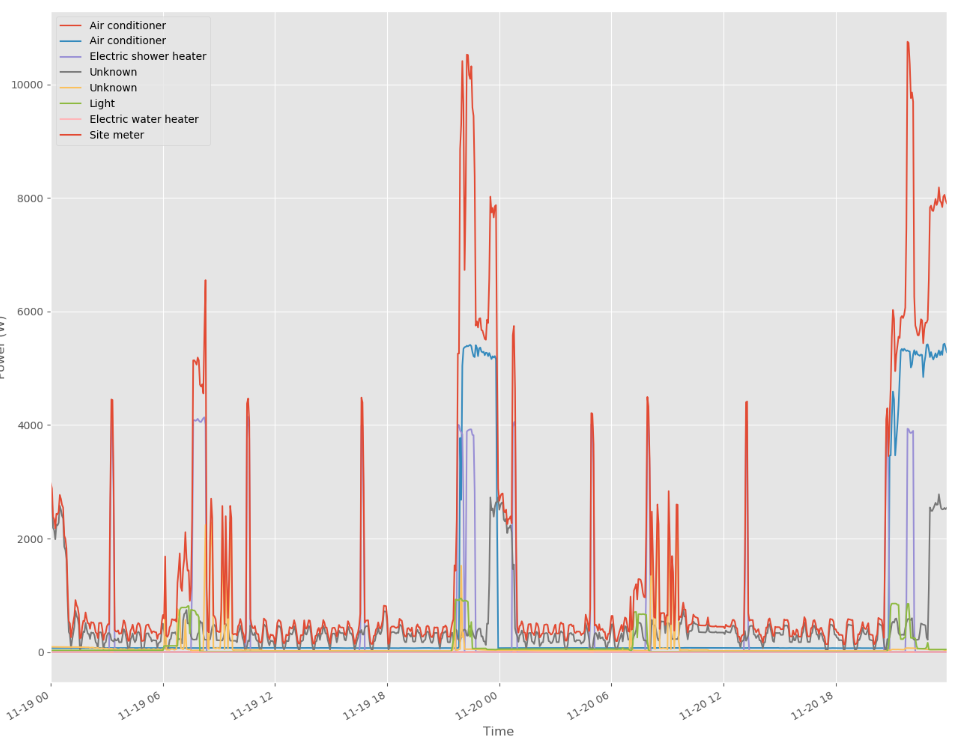 Air conditioner
Air conditioner
Electric shower heater
Unknown
Unknown
Light
Electric water heater
Site meter
10000
8000
6000
4000
2000
0
Power (W)
11-19 00
11-19 06
11-19 12
11-19 18
11-20 00
11-20 06
11-20 12
11-20 18
Time